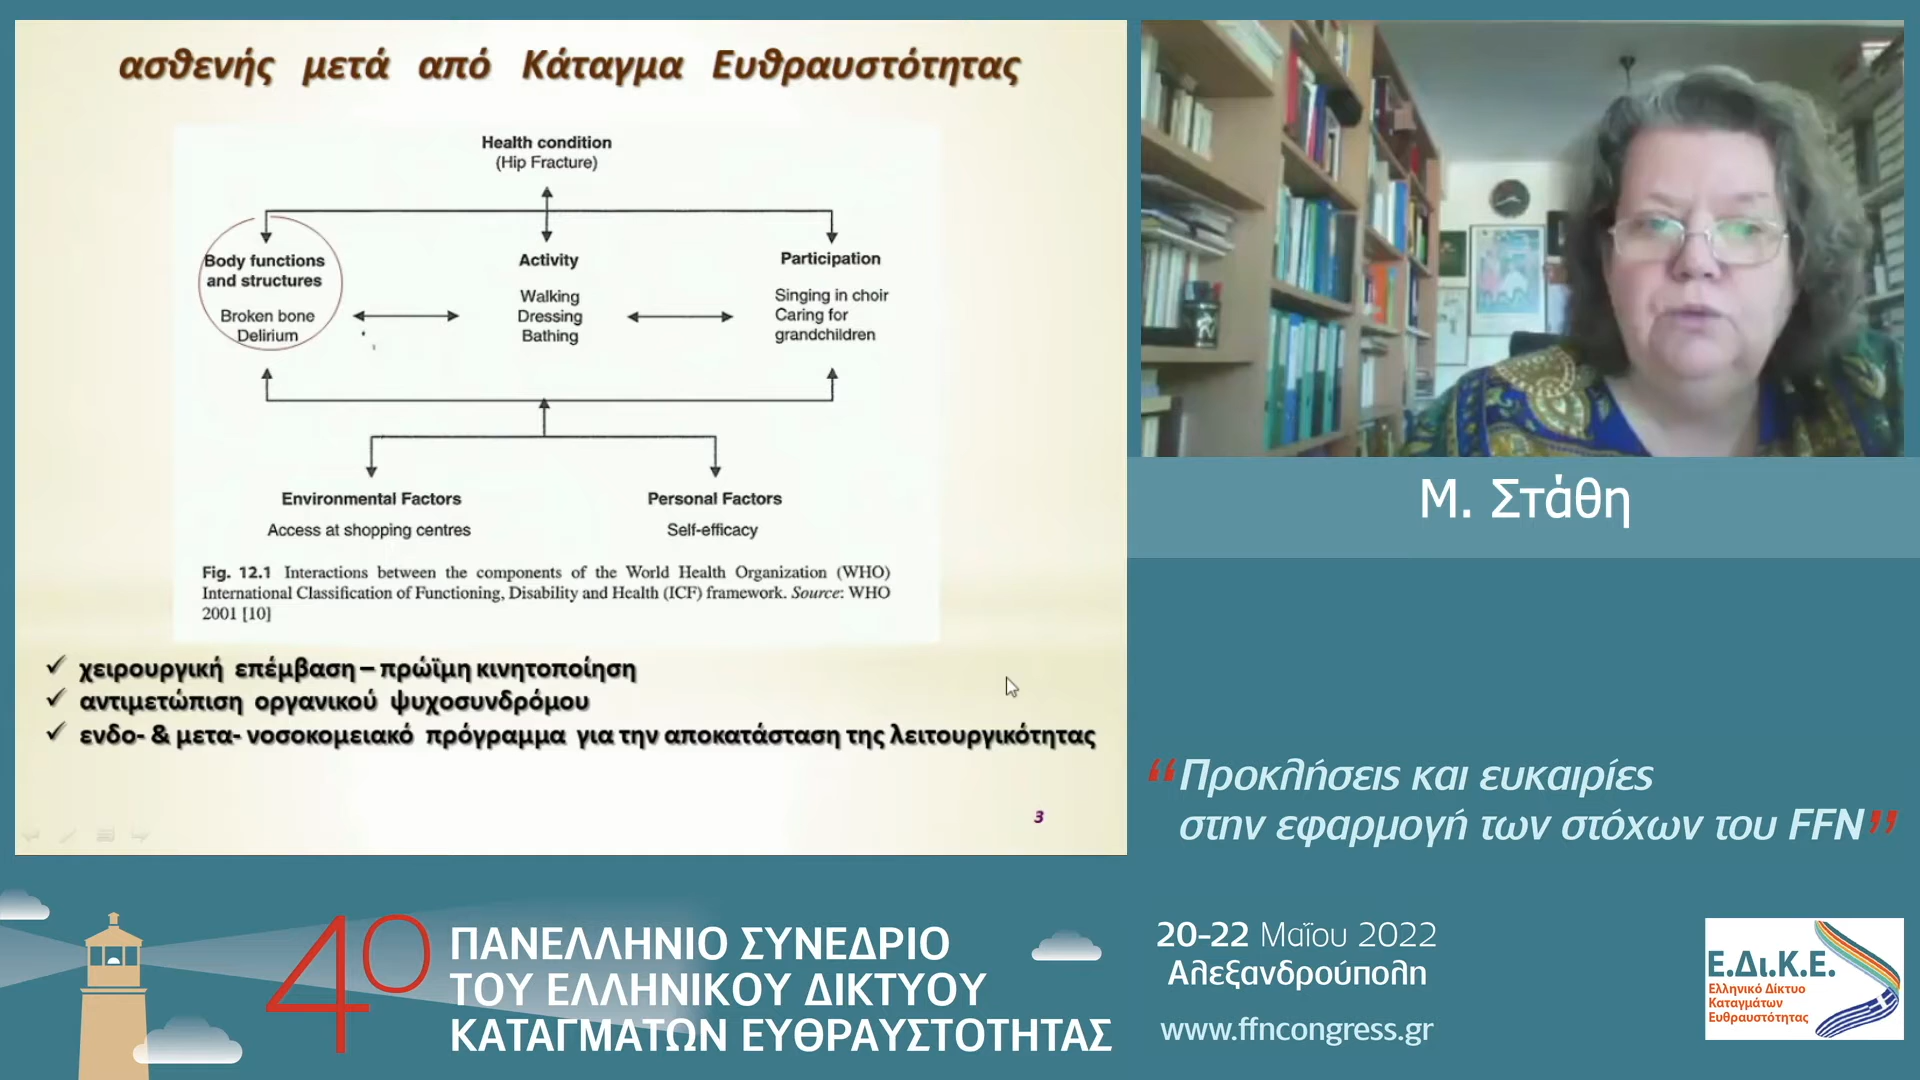 ασθενής μετά από Κάταγμα Ευθραυστότητας
Health condition
(Hip Fracture)
Body functions
and structures
Broken bone
Delirium
Activity
Walking
Dressing
Bathing
Participation
Singing in choir
Caring for
grandchildren
Environmental Factors
Access at shopping centres
Personal Factors
Self-efficacy
Fig. 12.1 Interactions between the components of the World Health Organization (WHO)
International Classification of Functioning, Disability and Health (ICF) framework. Source: WHO
2001 [10]
✓ χειρουργική επέμβαση – πρώϊμη κινητοποίηση
✓ αντιμετώπιση οργανικού ψυχοσυνδρόμου
✓ ενδο- & μετα- νοσοκομειακό πρόγραμμα για την αποκατάσταση της λειτουργικότητας
3
Μ. Στάθη
“Προκλήσεις και ευκαιρίες
στην εφαρμογή των στόχων του FFN”
4ο
ΠΑΝΕΛΛΗΝΙΟ ΣΥΝΕΔΡΙΟ
ΤΟΥ ΕΛΛΗΝΙΚΟΥ ΔΙΚΤΥΟΥ
ΚΑΤΑΓΜΑΤΩΝ ΕΥΘΡΑΥΣΤΟΤΗΤΑΣ
20-22 Μαΐου 2022
Αλεξανδρούπολη
www.ffncongress.gr
Ε.Δι.Κ.Ε.
Ελληνικό Δίκτυο
Καταγμάτων
Ευθραυστότητας